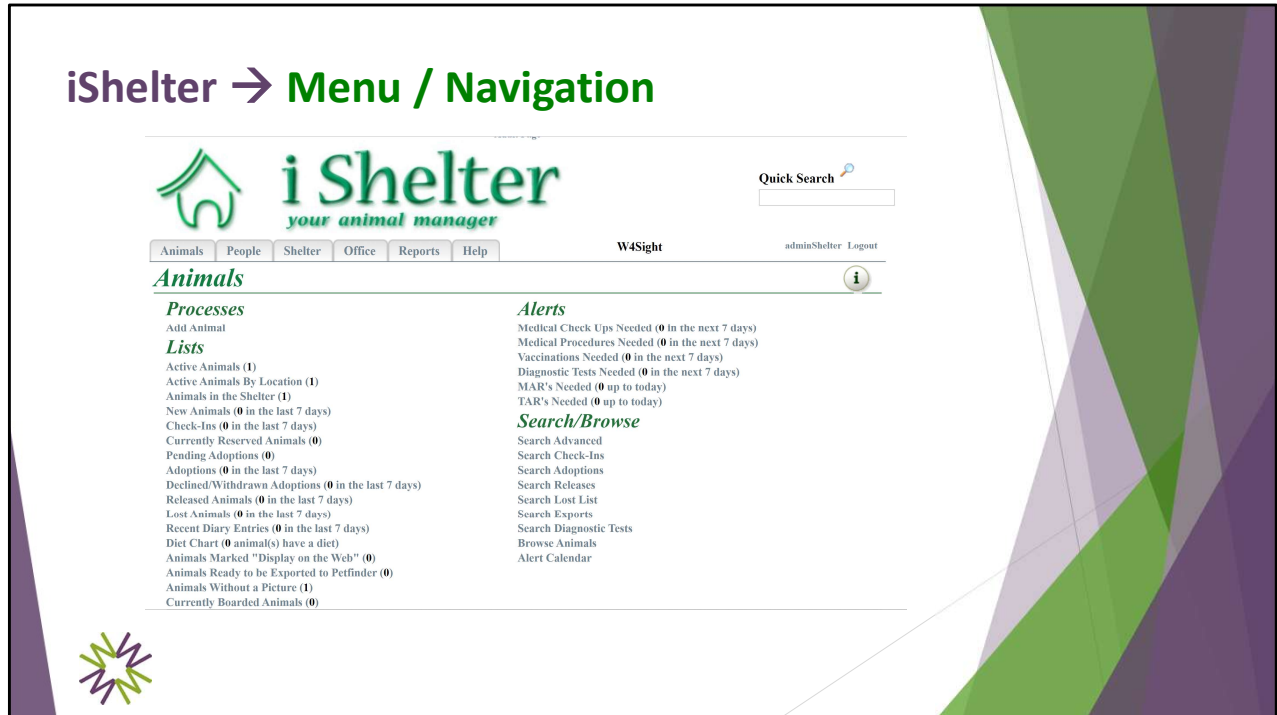 iShelter → Menu / Navigation
i Shelter
your animal manager
Quick Search
Animals People Shelter Office Reports Help
W4Sight
adminShelter Logout
Animals
i
Processes
Add Animal
Lists
Active Animals (1)
Active Animals By Location (1)
Animals in the Shelter (1)
New Animals (0 in the last 7 days)
Check-Ins (0 in the last 7 days)
Currently Reserved Animals (0)
Pending Adoptions (0)
Adoptions (0 in the last 7 days)
Declined/Withdrawn Adoptions (0 in the last 7 days)
Released Animals (0 in the last 7 days)
Lost Animals (0 in the last 7 days)
Recent Diary Entries (0 in the last 7 days)
Diet Chart (0 animal(s) have a diet)
Animals Marked "Display on the Web" (0)
Animals Ready to be Exported to Petfinder (0)
Animals Without a Picture (1)
Currently Boarded Animals (0)
Alerts
Medical Check Ups Needed (0 in the next 7 days)
Medical Procedures Needed (0 in the next 7 days)
Vaccinations Needed (0 in the next 7 days)
Diagnostic Tests Needed (0 in the next 7 days)
MAR's Needed (0 up to today)
TAR's Needed (0 up to today)
Search/Browse
Search Advanced
Search Check-Ins
Search Adoptions
Search Releases
Search Lost List
Search Exports
Search Diagnostic Tests
Browse Animals
Alert Calendar